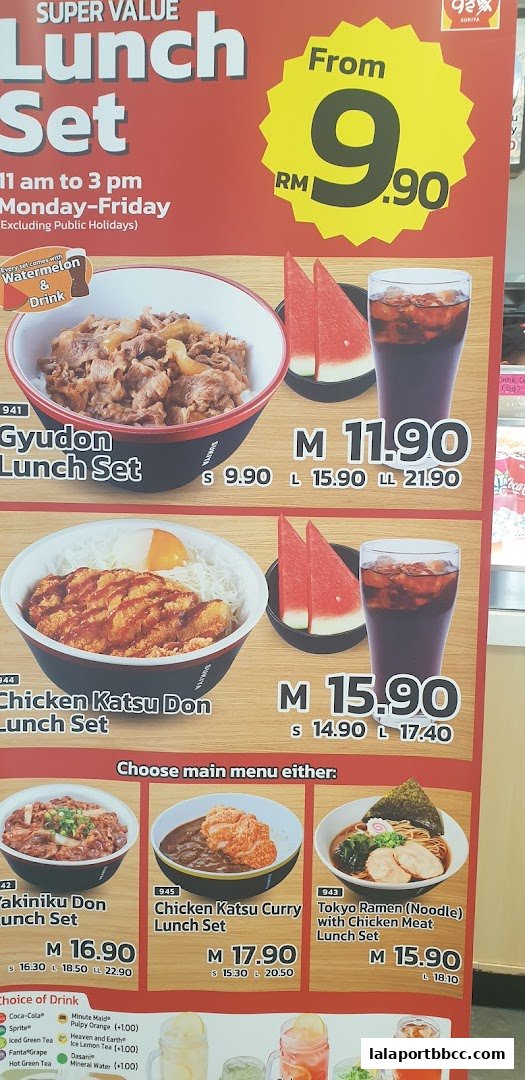 SUPER VALUE
Lunch
Set
11 am to 3 pm
Monday-Friday
(Excluding Public Holidays)
From
RM 9.90
SUKIYA
Every set comes with
Watermelon
&
Drink
941
Gyudon
Lunch Set
M 11.90
S 9.90 L 15.90 LL 21.90
944
Chicken Katsu Don
Lunch Set
M 15.90
S 14.90 L 17.40
Choose main menu either:
942
Yakiniku Don
Lunch Set
M 16.90
S 16.30 L 18.50 LL 22.90
945
Chicken Katsu Curry
Lunch Set
M 17.90
S 15.30 L 20.50
943
Tokyo Ramen (Noodle)
with Chicken Meat
Lunch Set
M 15.90
L 18.10
Choice of Drink
Coca-Cola®
Sprite®
Iced Green Tea
Fanta®Grape
Hot Green Tea
Minute Maid®
Pulpy Orange (+1.00)
Heaven and Earth®
Ice Lemon Tea (+1.00)
Dasani®
Mineral Water (+1.00)
lalaportbbcc.com